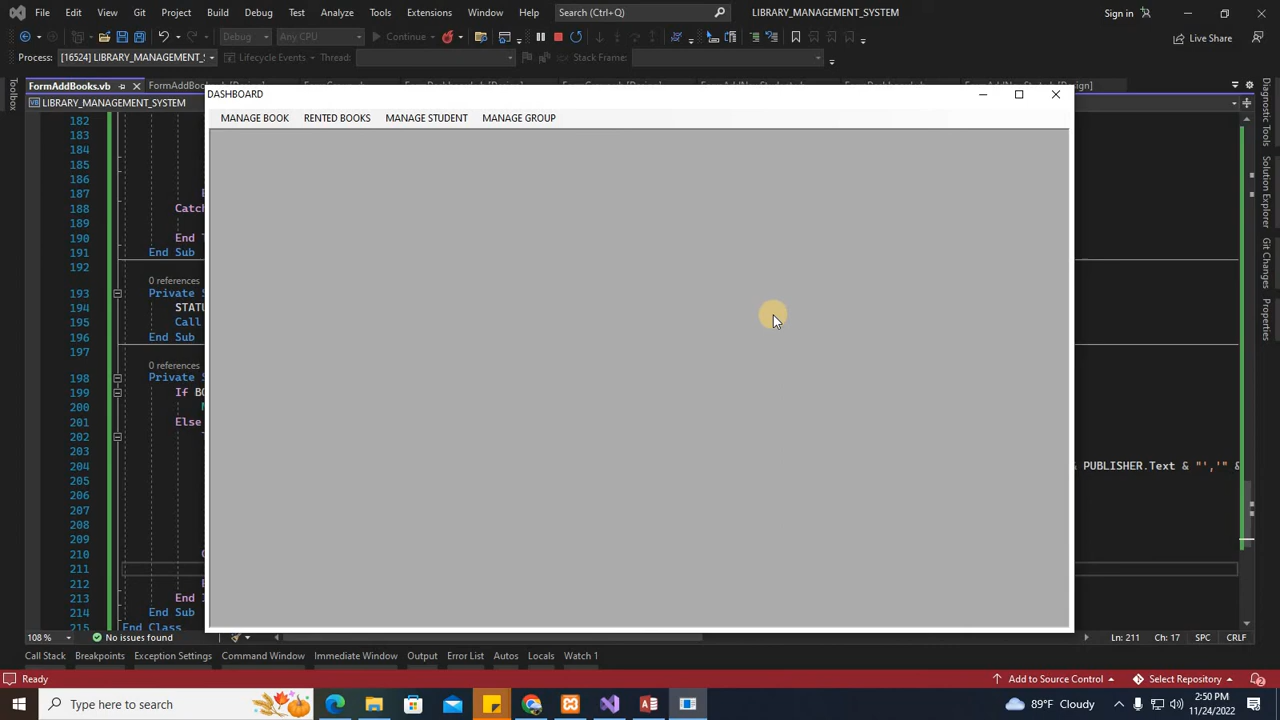 File Edit View Git Project Build Debug Test Analyze Tools Extensions Window Help Search (Ctrl+Q) LIBRARY_MANAGEMENT_SYSTEM Sign in
Debug Any CPU Continue Live Share
Process: [16524] LIBRARY_MANAGEMENT_S Lifecycle Events Stack Frame:
FormAddBooks.vb
LIBRARY_MANAGEMENT_SYSTEM
DASHBOARD
MANAGE BOOK RENTED BOOKS MANAGE STUDENT MANAGE GROUP
Toolbox
Diagnostic Tools
Solution Explorer
Git Changes
Properties
182
183
184
185
186
187 E
188 Catch
189
190 End T
191 End Sub
192
0 references
193 Private S
194 STATU
195 Call
196 End Sub
197
0 references
198 Private S
199 If BO
200
201 Else
202
203
204 PUBLISHER.Text & "','" &
205
206
207
208
209
210
211
212 E
213 End
214 End Sub
215 End Class
108 % No issues found Ln: 211 Ch: 17 SPC CRLF
Call Stack Breakpoints Exception Settings Command Window Immediate Window Output Error List Autos Locals Watch 1
Ready Add to Source Control Select Repository 2
Type here to search 89°F Cloudy 2:50 PM
11/24/2022